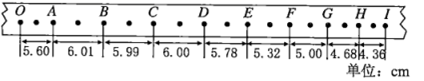 O A B C D E F G H I
5.60 6.01 5.99 6.00 5.78 5.32 5.00 4.68 4.36
单位:cm